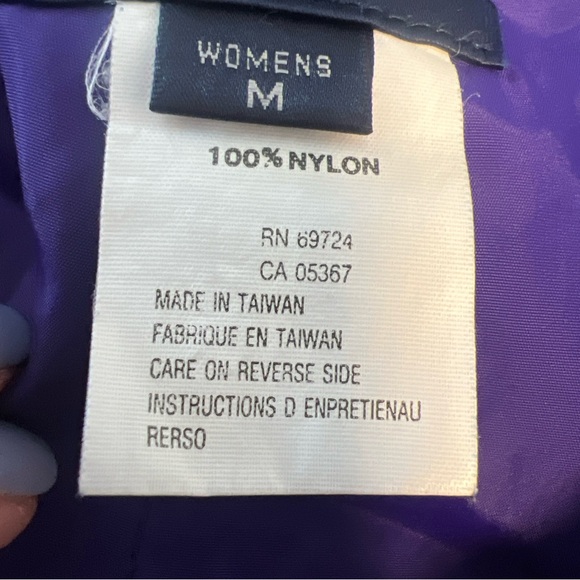 WOMENS
M
100% NYLON
RN 69724
CA 05367
MADE IN TAIWAN
FABRIQUE EN TAIWAN
CARE ON REVERSE SIDE
INSTRUCTIONS D ENPRETIENAU
RERSO